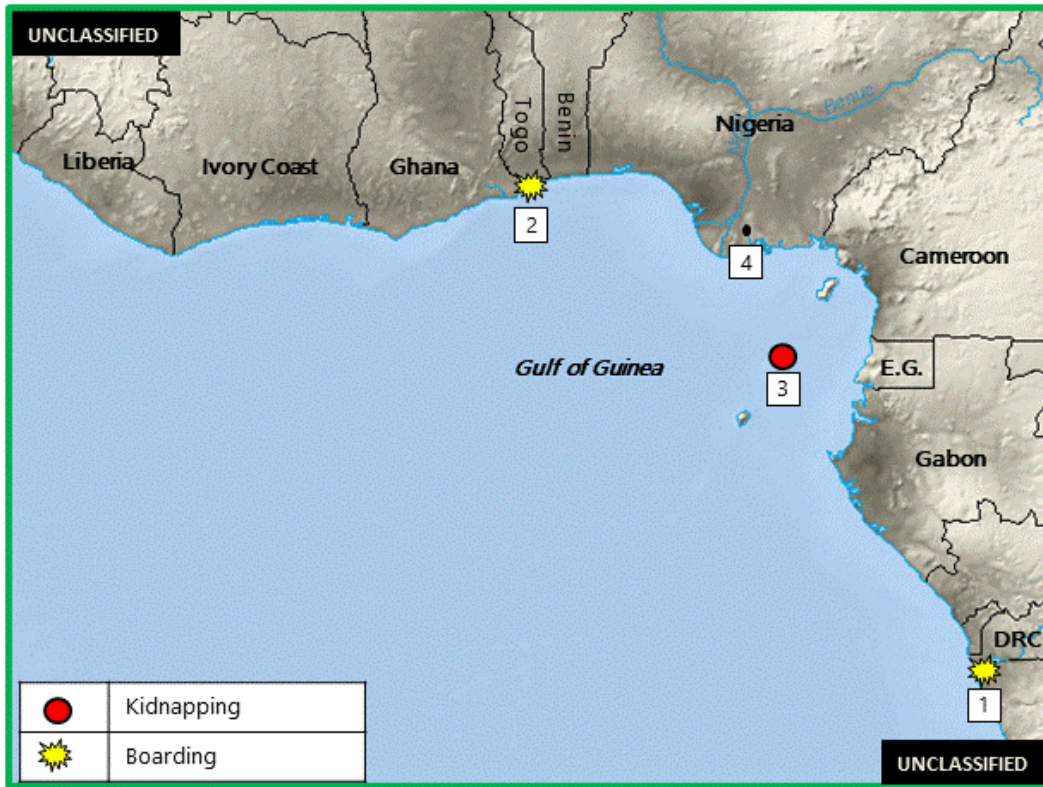 UNCLASSIFIED
Liberia
Ivory Coast
Ghana
Togo
Benin
Nigeria
Benue
Cameroon
2
4
Gulf of Guinea
3
E.G.
Gabon
DRC
1
Kidnapping
Boarding
UNCLASSIFIED